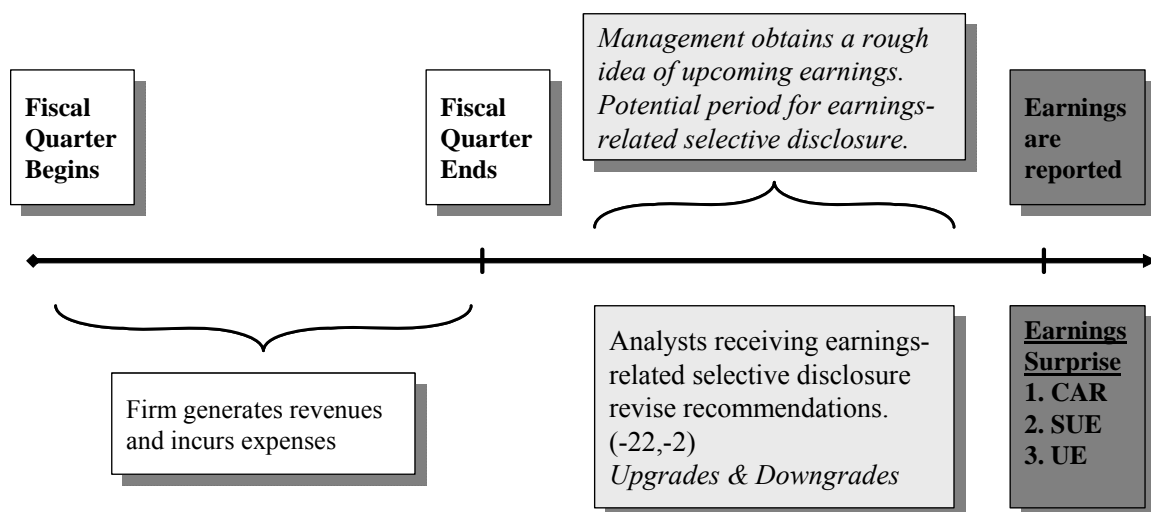 Fiscal
Quarter
Begins
Fiscal
Quarter
Ends
Management obtains a rough
idea of upcoming earnings.
Potential period for earnings-
related selective disclosure.
Earnings
are
reported
Firm generates revenues
and incurs expenses
Analysts receiving earnings-
related selective disclosure
revise recommendations.
(-22,-2)
Upgrades & Downgrades
Earnings
Surprise
1. CAR
2. SUE
3. UE